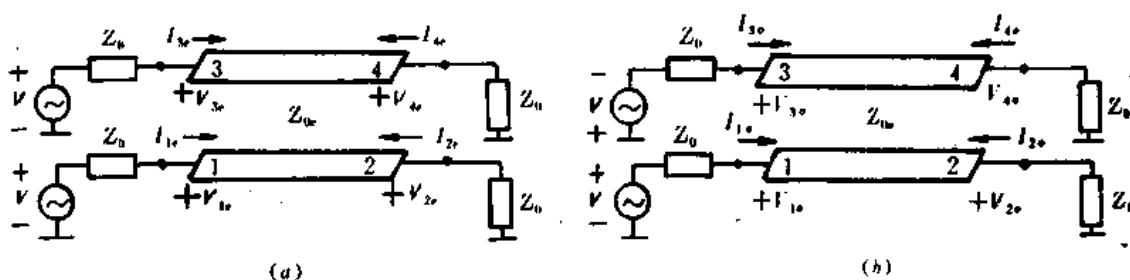 Z₀ I₃ₑ I₄ₑ
+ 3 4
V + V₃ₑ + V₄ₑ Z₀
− Z₀ₑ
Z₀ I₁ₑ I₂ₑ
+ 1 2
V + V₁ₑ + V₂ₑ Z₀
−
(a)
Z₀ I₃ₒ I₄ₒ
− 3 4
V + V₃ₒ V₄ₒ Z₀
+ Z₀ₒ
Z₀ I₁ₒ I₂ₒ
+ 1 2
V + V₁ₒ + V₂ₒ Z₀
−
(b)